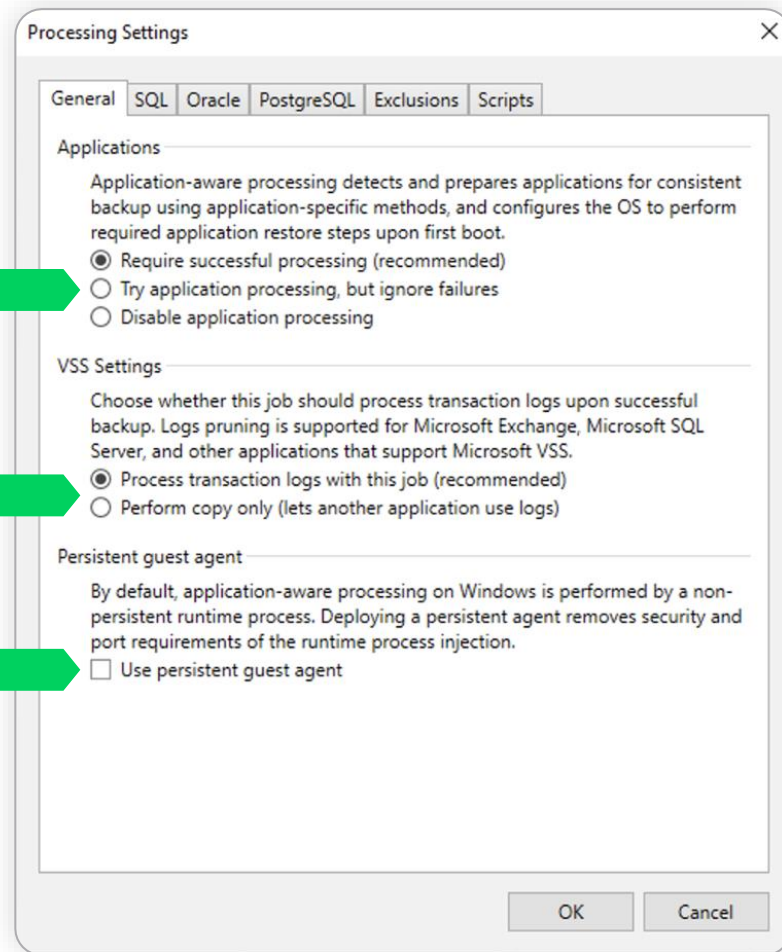 Processing Settings
General SQL Oracle PostgreSQL Exclusions Scripts
Applications
Application-aware processing detects and prepares applications for consistent
backup using application-specific methods, and configures the OS to perform
required application restore steps upon first boot.
Require successful processing (recommended)
Try application processing, but ignore failures
Disable application processing
VSS Settings
Choose whether this job should process transaction logs upon successful
backup. Logs pruning is supported for Microsoft Exchange, Microsoft SQL
Server, and other applications that support Microsoft VSS.
Process transaction logs with this job (recommended)
Perform copy only (lets another application use logs)
Persistent guest agent
By default, application-aware processing on Windows is performed by a non-
persistent runtime process. Deploying a persistent agent removes security and
port requirements of the runtime process injection.
Use persistent guest agent
OK Cancel